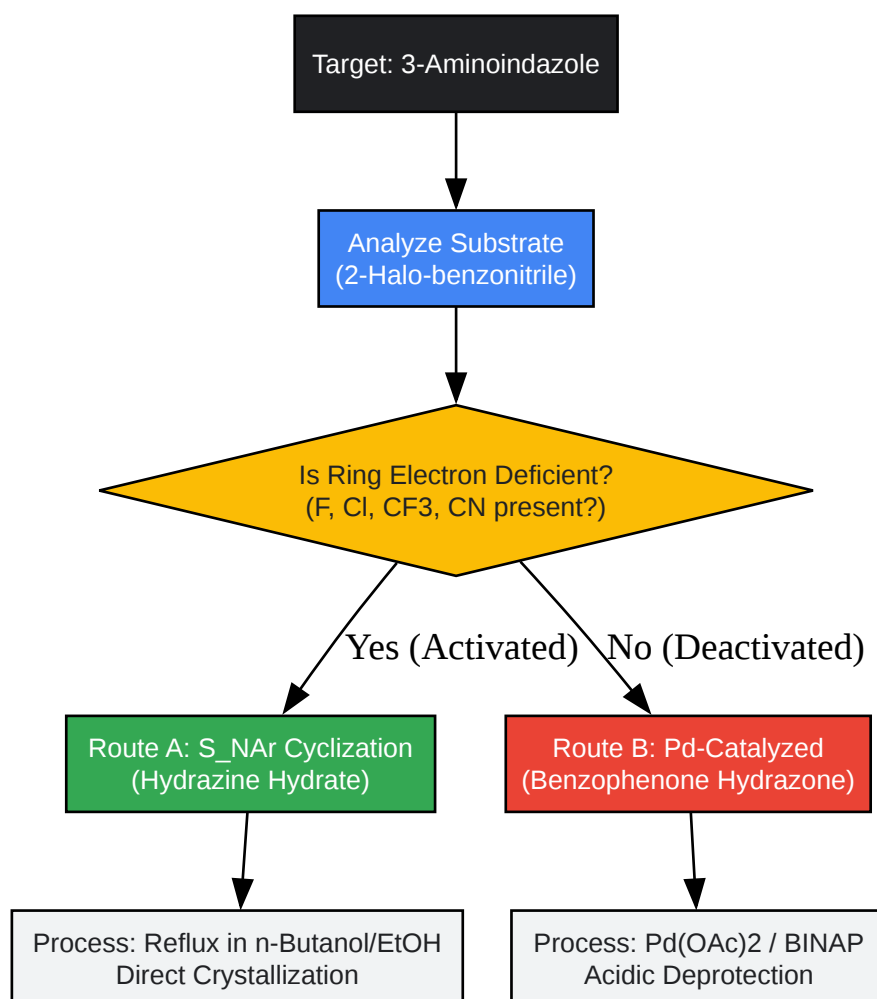 Target: 3-Aminoindazole
Analyze Substrate
(2-Halo-benzonitrile)
Is Ring Electron Deficient?
(F, Cl, CF3, CN present?)
Yes (Activated)
No (Deactivated)
Route A: S_NAr Cyclization
(Hydrazine Hydrate)
Route B: Pd-Catalyzed
(Benzophenone Hydrazone)
Process: Reflux in n-Butanol/EtOH
Direct Crystallization
Process: Pd(OAc)2 / BINAP
Acidic Deprotection